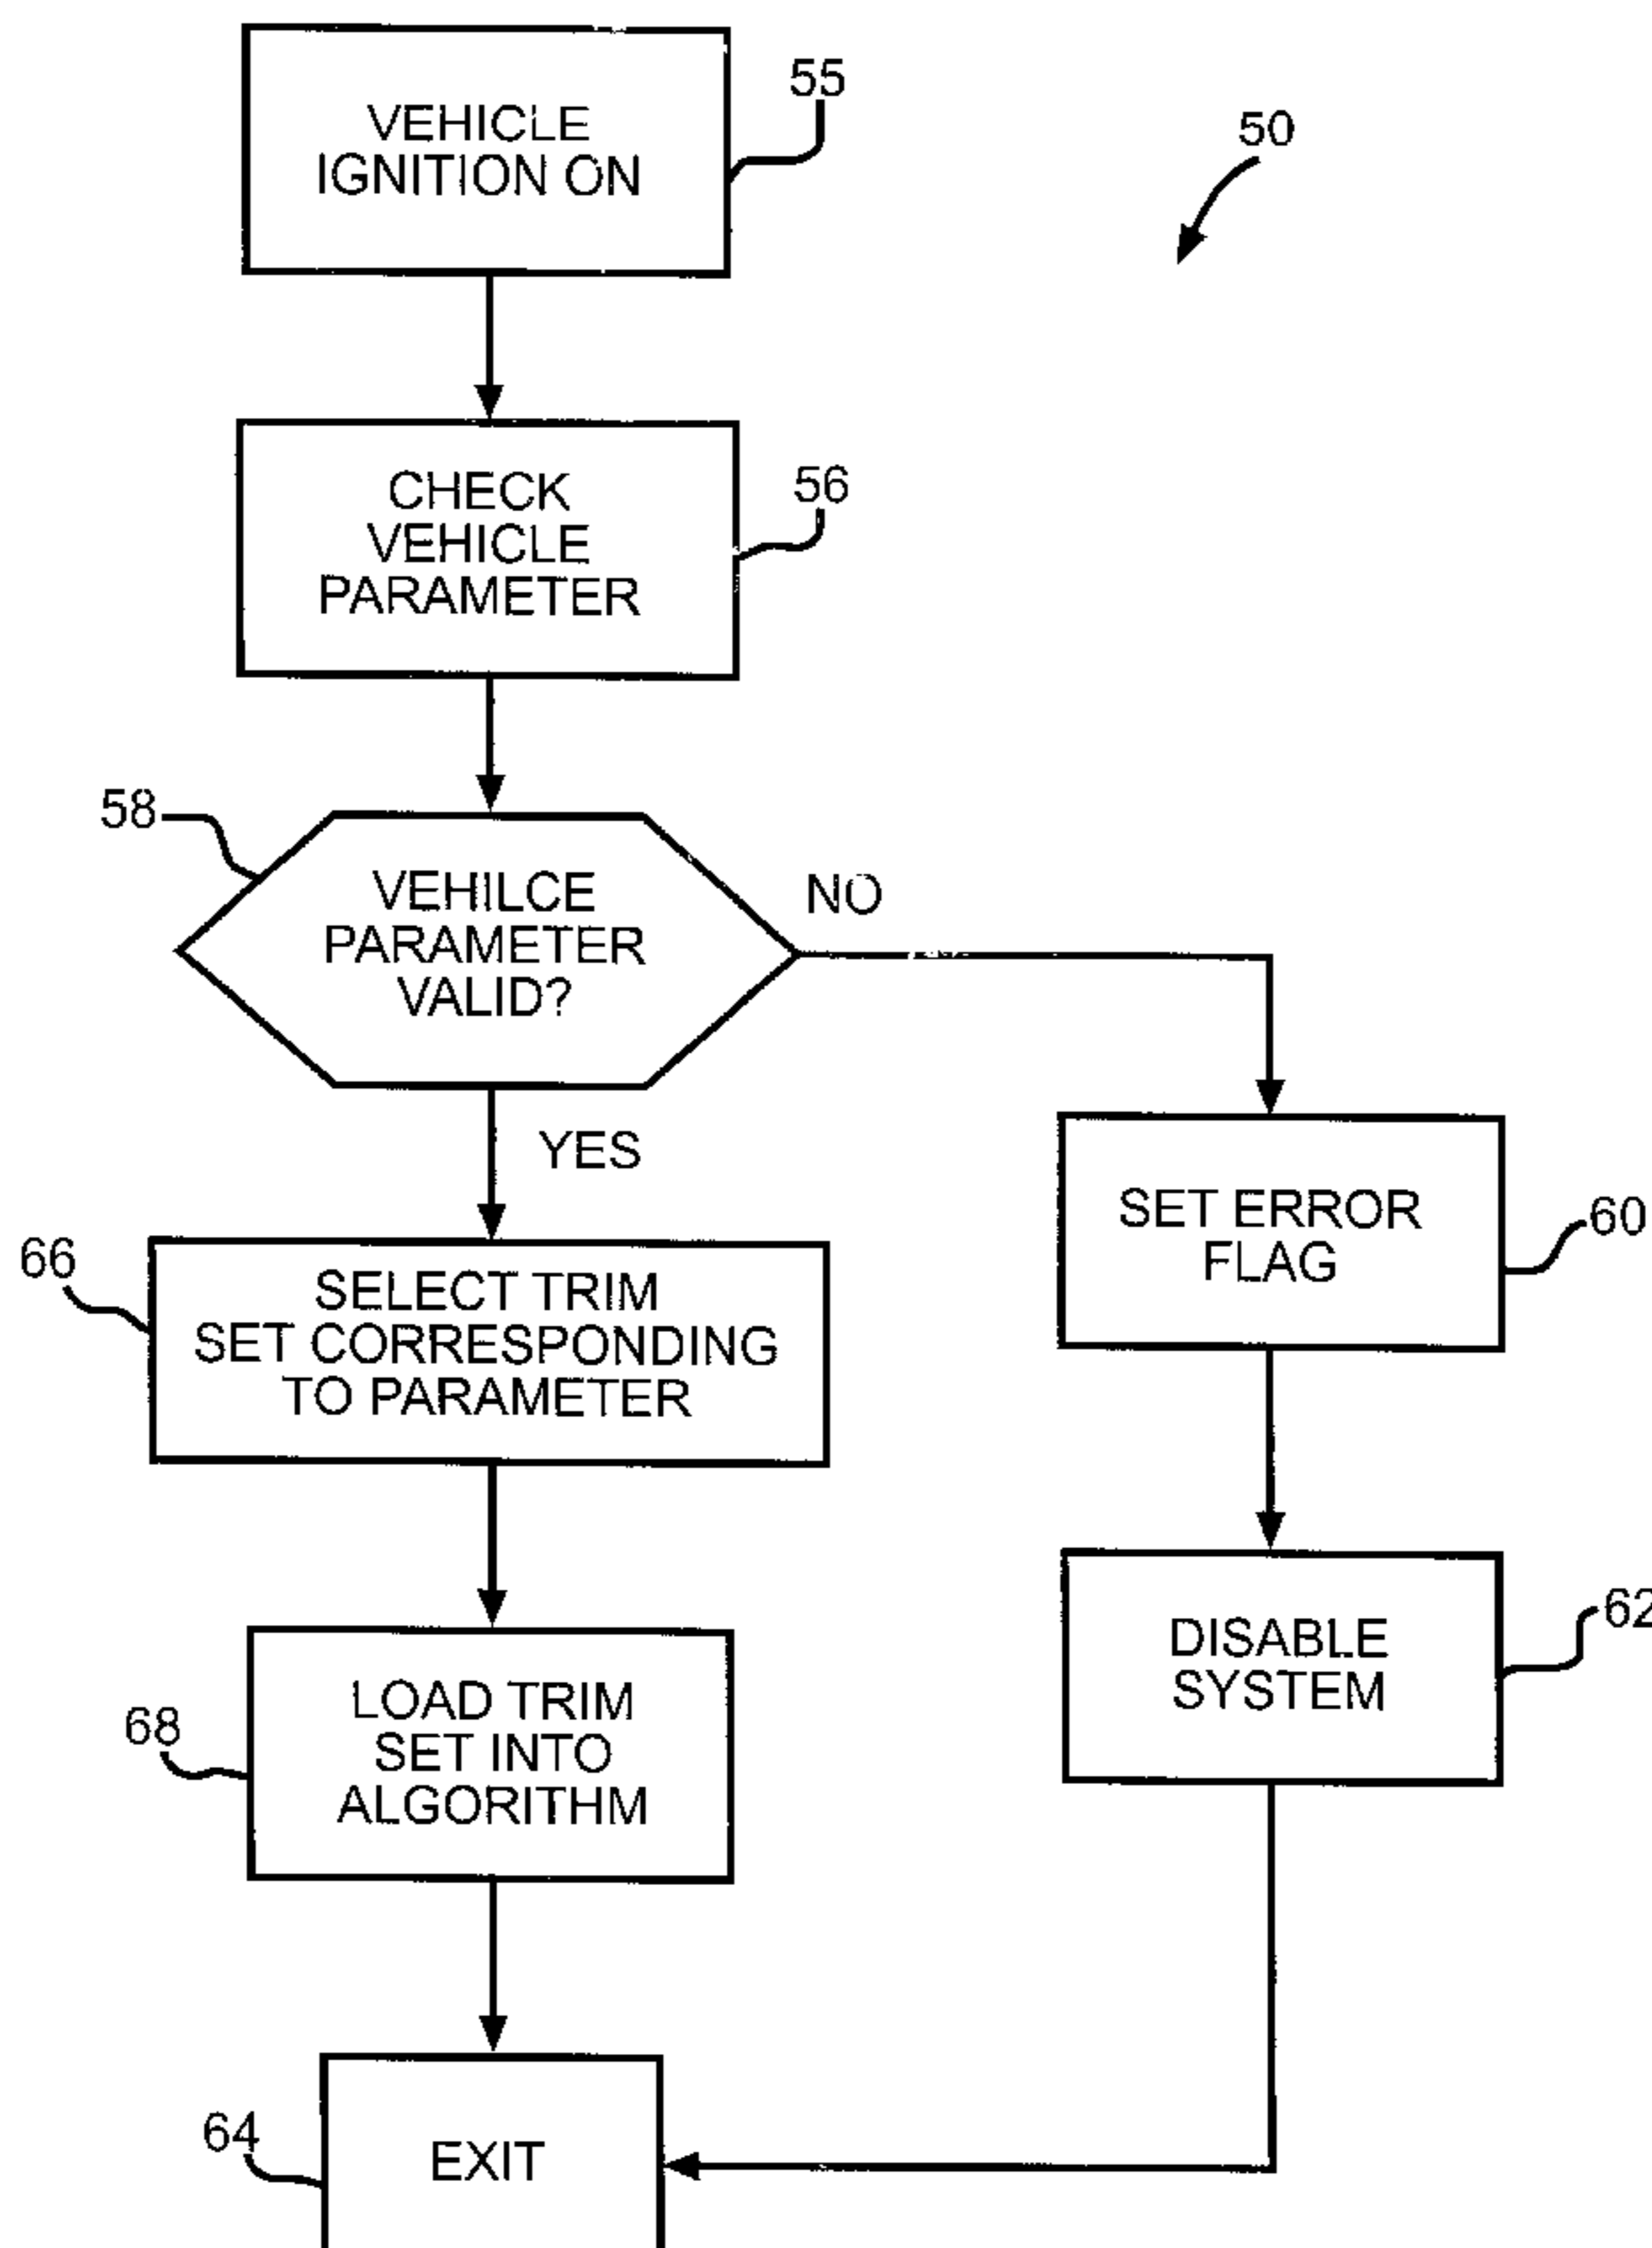 VEHICLE
IGNITION ON
55
50
CHECK
VEHICLE
PARAMETER
56
58
VEHILCE
PARAMETER
VALID?
NO
YES
66
SELECT TRIM
SET CORRESPONDING
TO PARAMETER
SET ERROR
FLAG
60
68
LOAD TRIM
SET INTO
ALGORITHM
DISABLE
SYSTEM
62
64
EXIT